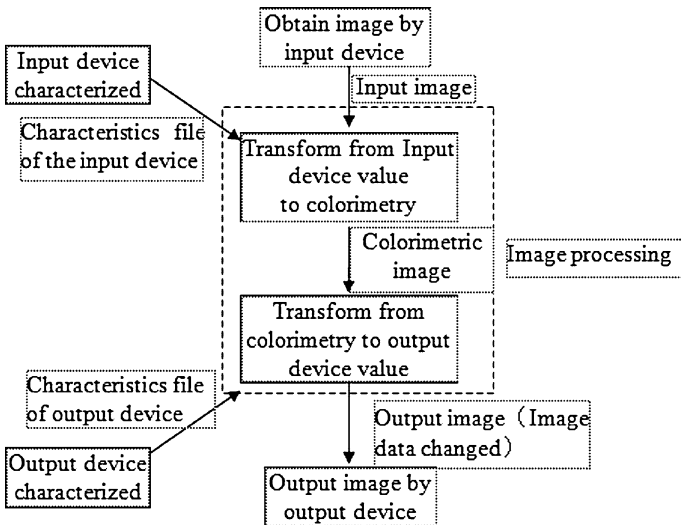 Obtain image by
input device
Input device
characterized
Input image
Characteristics file
of the input device
Transform from Input
device value
to colorimetry
Colorimetric
image
Image processing
Transform from
colorimetry to output
device value
Characteristics file
of output device
Output image（Image
data changed）
Output device
characterized
Output image by
output device